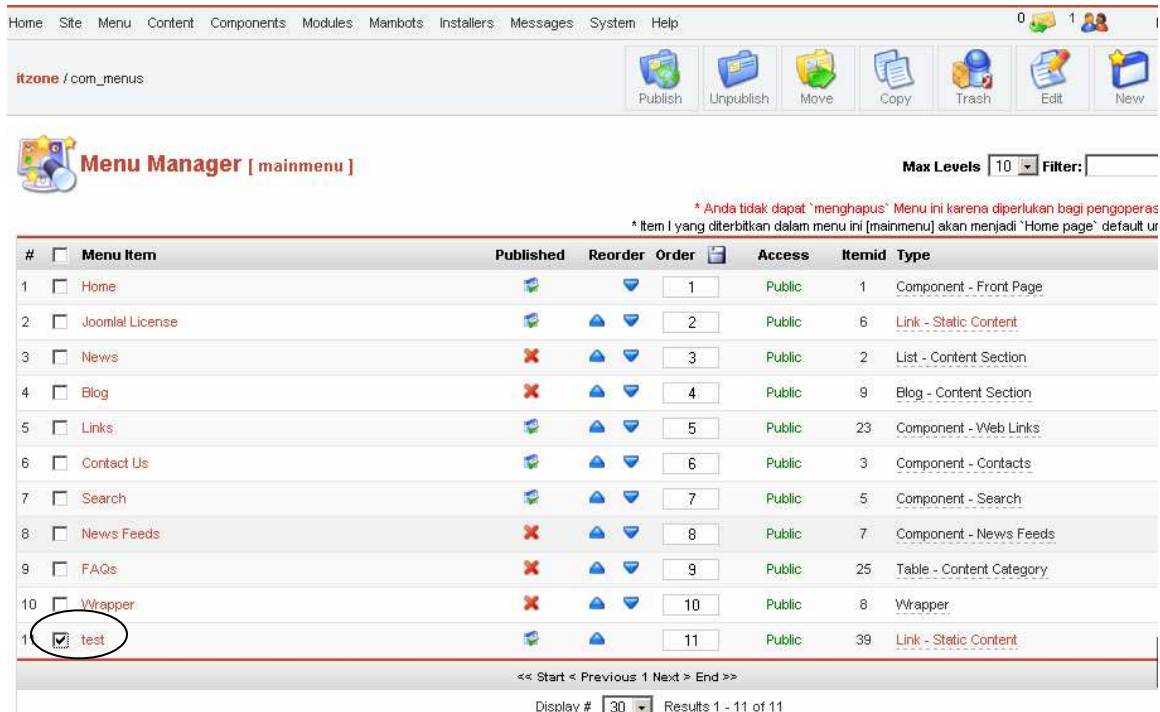 Home Site Menu Content Components Modules Mambots Installers Messages System Help 0 1
itzone / com_menus
Publish Unpublish Move Copy Trash Edit New
Menu Manager [ mainmenu ]
Max Levels 10 Filter:
* Anda tidak dapat `menghapus` Menu ini karena diperlukan bagi pengoperas
* Item I yang diterbitkan dalam menu ini [mainmenu] akan menjadi `Home page` default un
# Menu Item Published Reorder Order Access Itemid Type
1 Home 1 Public 1 Component - Front Page
2 Joomla! License 2 Public 6 Link - Static Content
3 News 3 Public 2 List - Content Section
4 Blog 4 Public 9 Blog - Content Section
5 Links 5 Public 23 Component - Web Links
6 Contact Us 6 Public 3 Component - Contacts
7 Search 7 Public 5 Component - Search
8 News Feeds 8 Public 7 Component - News Feeds
9 FAQs 9 Public 25 Table - Content Category
10 Wrapper 10 Public 8 Wrapper
11 test 11 Public 39 Link - Static Content
<< Start < Previous 1 Next > End >>
Display # 30 Results 1 - 11 of 11